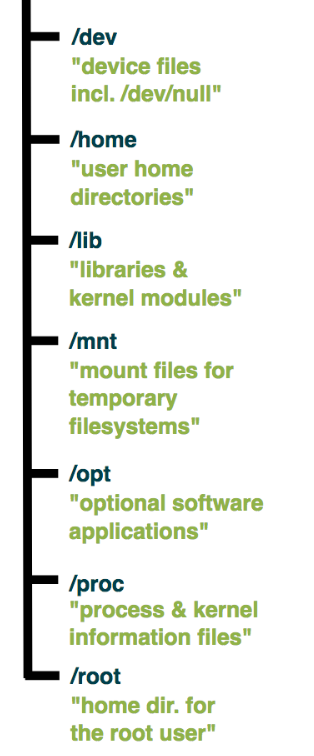 /dev
"device files
incl. /dev/null"
/home
"user home
directories"
/lib
"libraries &
kernel modules"
/mnt
"mount files for
temporary
filesystems"
/opt
"optional software
applications"
/proc
"process & kernel
information files"
/root
"home dir. for
the root user"